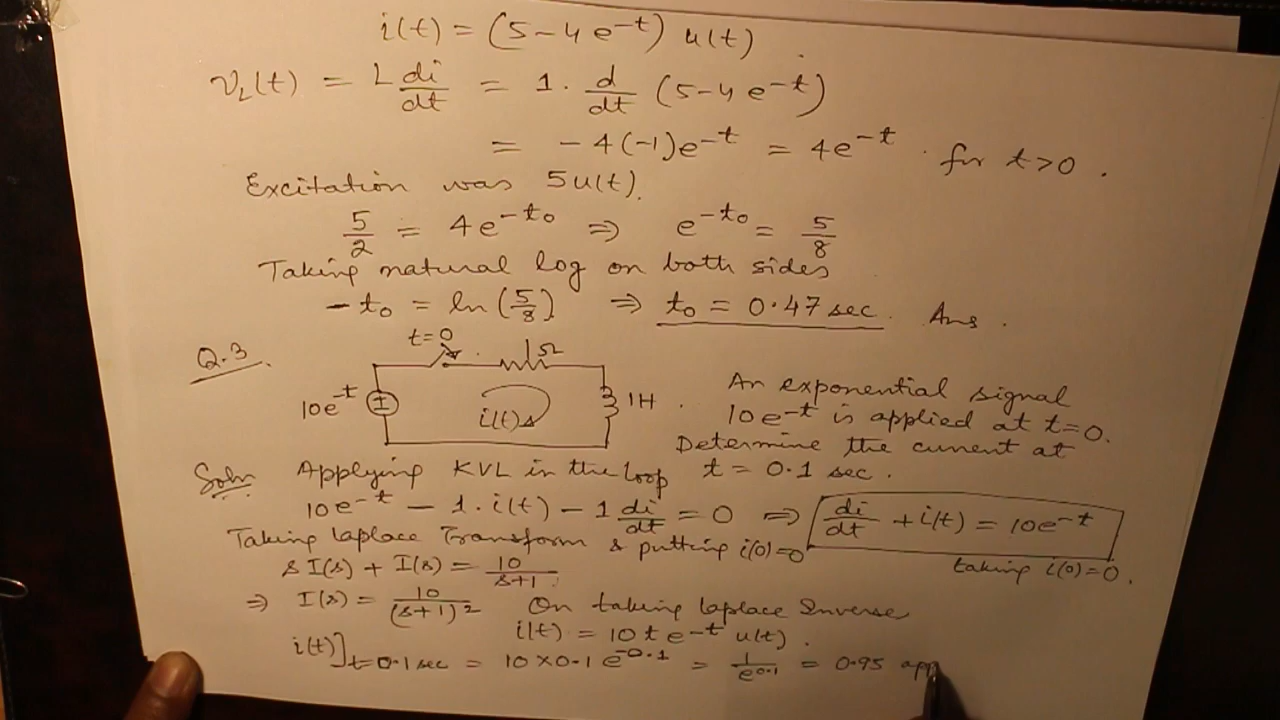 i(t) = (5 - 4e^-t) u(t)
v_L(t) = L di/dt = 1. d/dt (5 - 4e^-t)
= -4(-1)e^-t = 4e^-t. for t>0.
Excitation was 5u(t).
5/2 = 4e^-t₀ ⇒ e^-t₀ = 5/8
Taking natural log on both sides
-t₀ = ln(5/8) ⇒ t₀ = 0.47 sec. Ans.
Q.3.
t=0
1Ω
10e^-t
i(t)
1H
An exponential signal
10e^-t is applied at t=0.
Determine the current at
t = 0.1 sec.
Soln Applying KVL in the loop
10e^-t - 1.i(t) - 1 di/dt = 0 ⇒ di/dt + i(t) = 10e^-t
taking i(0)=0.
Taking Laplace Transform & putting i(0)=0
s I(s) + I(s) = 10/(s+1)
⇒ I(s) = 10/(s+1)^2 On taking Laplace Inverse
i(t) = 10 t e^-t u(t).
i(t)]t=0.1 sec = 10×0.1 e^-0.1 = 1/e^0.1 = 0.95 app